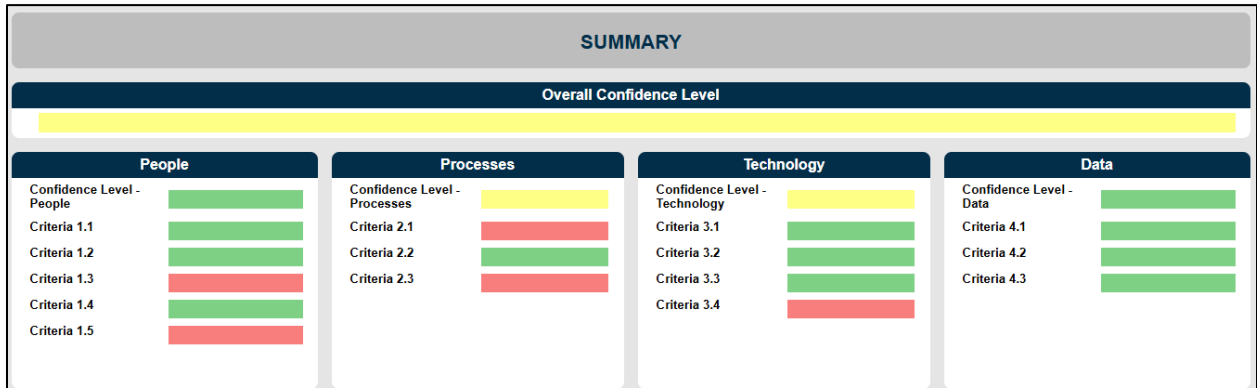 SUMMARY
Overall Confidence Level
People
Confidence Level -
People
Criteria 1.1
Criteria 1.2
Criteria 1.3
Criteria 1.4
Criteria 1.5
Processes
Confidence Level -
Processes
Criteria 2.1
Criteria 2.2
Criteria 2.3
Technology
Confidence Level -
Technology
Criteria 3.1
Criteria 3.2
Criteria 3.3
Criteria 3.4
Data
Confidence Level -
Data
Criteria 4.1
Criteria 4.2
Criteria 4.3